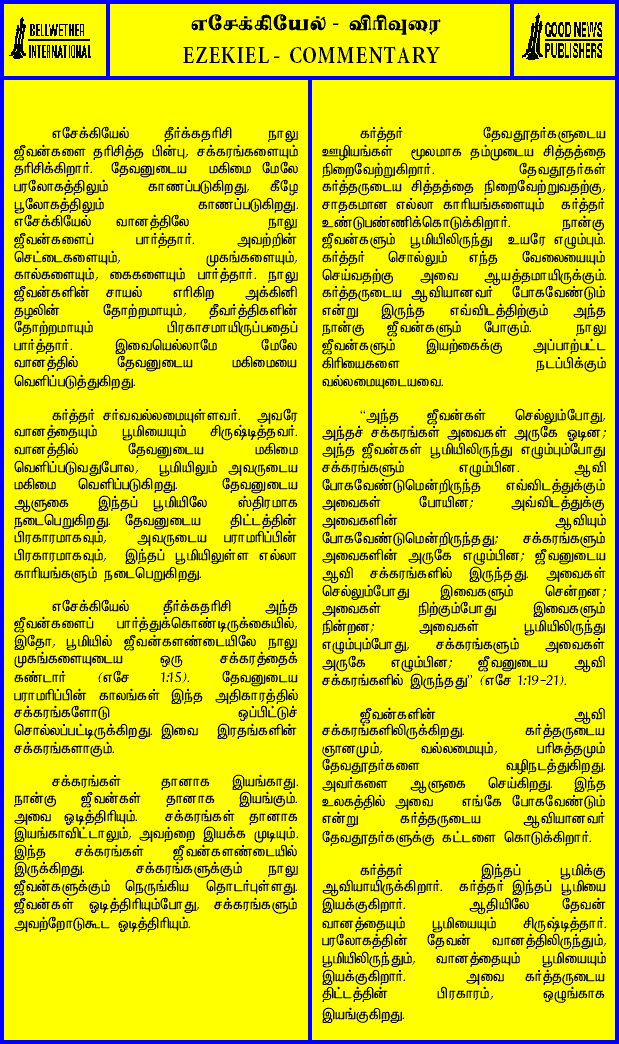 BELLWETHER
INTERNATIONAL
எசேக்கியேல் - விரிவுரை
EZEKIEL - COMMENTARY
GOOD NEWS
PUBLISHERS
எசேக்கியேல் தீர்க்கதரிசி நாலு
ஜீவன்களை தரிசித்த பின்பு, சக்கரங்களையும்
தரிசிக்கிறார். தேவனுடைய மகிமை மேலே
பரலோகத்திலும் காணப்படுகிறது, கீழே
பூலோகத்திலும் காணப்படுகிறது.
எசேக்கியேல் வானத்திலே நாலு
ஜீவன்களைப் பார்த்தார். அவற்றின்
செட்டைகளையும், முகங்களையும்,
கால்களையும், கைகளையும் பார்த்தார். நாலு
ஜீவன்களின் சாயல் எரிகிற அக்கினி
தழலின் தோற்றமாயும், தீவர்த்திகளின்
தோற்றமாயும் பிரகாசமாயிருப்பதைப்
பார்த்தார். இவையெல்லாமே மேலே
வானத்தில் தேவனுடைய மகிமையை
வெளிப்படுத்துகிறது.
கர்த்தர் சர்வவல்லமையுள்ளவர். அவரே
வானத்தையும் பூமியையும் சிருஷ்டித்தவர்.
வானத்தில் தேவனுடைய மகிமை
வெளிப்படுவதுபோல, பூமியிலும் அவருடைய
மகிமை வெளிப்படுகிறது. தேவனுடைய
ஆளுகை இந்தப் பூமியிலே ஸ்திரமாக
நடைபெறுகிறது. தேவனுடைய திட்டத்தின்
பிரகாரமாகவும், அவருடைய பராமரிப்பின்
பிரகாரமாகவும், இந்தப் பூமியிலுள்ள எல்லா
காரியங்களும் நடைபெறுகிறது.
எசேக்கியேல் தீர்க்கதரிசி அந்த
ஜீவன்களைப் பார்த்துக்கொண்டிருக்கையில்,
இதோ, பூமியில் ஜீவன்களண்டையிலே நாலு
முகங்களையுடைய ஒரு சக்கரத்தைக்
கண்டார் (எசே 1:15). தேவனுடைய
பராமரிப்பின் காலங்கள் இந்த அதிகாரத்தில்
சக்கரங்களோடு ஒப்பிட்டுச்
சொல்லப்பட்டிருக்கிறது. இவை இரதங்களின்
சக்கரங்களாகும்.
சக்கரங்கள் தானாக இயங்காது.
நான்கு ஜீவன்கள் தானாக இயங்கும்.
அவை ஓடித்திரியும். சக்கரங்கள் தானாக
இயங்காவிட்டாலும், அவற்றை இயக்க முடியும்.
இந்த சக்கரங்கள் ஜீவன்களண்டையில்
இருக்கிறது. சக்கரங்களுக்கும் நாலு
ஜீவன்களுக்கும் நெருங்கிய தொடர்புள்ளது.
ஜீவன்கள் ஓடித்திரியும்போது, சக்கரங்களும்
அவற்றோடுகூட ஓடித்திரியும்.
கர்த்தர் தேவதூதர்களுடைய
ஊழியங்கள் மூலமாக தம்முடைய சித்தத்தை
நிறைவேற்றுகிறார். தேவதூதர்கள்
கர்த்தருடைய சித்தத்தை நிறைவேற்றுவதற்கு,
சாதகமான எல்லா காரியங்களையும் கர்த்தர்
உண்டுபண்ணிக்கொடுக்கிறார். நான்கு
ஜீவன்களும் பூமியிலிருந்து உயரே எழும்பும்.
கர்த்தர் சொல்லும் எந்த வேலையையும்
செய்வதற்கு அவை ஆயத்தமாயிருக்கும்.
கர்த்தருடைய ஆவியானவர் போகவேண்டும்
என்று இருந்த எவ்விடத்திற்கும் அந்த
நான்கு ஜீவன்களும் போகும். நாலு
ஜீவன்களும் இயற்கைக்கு அப்பாற்பட்ட
கிரியைகளை நடப்பிக்கும்
வல்லமையுடையவை.
"அந்த ஜீவன்கள் செல்லும்போது,
அந்தச் சக்கரங்கள் அவைகள் அருகே ஓடின;
அந்த ஜீவன்கள் பூமியிலிருந்து எழும்பும்போது
சக்கரங்களும் எழும்பின. ஆவி
போகவேண்டுமென்றிருந்த எவ்விடத்துக்கும்
அவைகள் போயின; அவ்விடத்துக்கு
அவைகளின் ஆவியும்
போகவேண்டுமென்றிருந்தது; சக்கரங்களும்
அவைகளின் அருகே எழும்பின; ஜீவனுடைய
ஆவி சக்கரங்களில் இருந்தது. அவைகள்
செல்லும்போது இவைகளும் சென்றன;
அவைகள் நிற்கும்போது இவைகளும்
நின்றன; அவைகள் பூமியிலிருந்து
எழும்பும்போது, சக்கரங்களும் அவைகள்
அருகே எழும்பின; ஜீவனுடைய ஆவி
சக்கரங்களில் இருந்தது" (எசே 1:19-21).
ஜீவன்களின் ஆவி
சக்கரங்களிலிருக்கிறது. கர்த்தருடைய
ஞானமும், வல்லமையும், பரிசுத்தமும்
தேவதூதர்களை வழிநடத்துகிறது.
அவர்களை ஆளுகை செய்கிறது. இந்த
உலகத்தில் அவை எங்கே போகவேண்டும்
என்று கர்த்தருடைய ஆவியானவர்
தேவதூதர்களுக்கு கட்டளை கொடுக்கிறார்.
கர்த்தர் இந்தப் பூமிக்கு
ஆவியாயிருக்கிறார். கர்த்தர் இந்தப் பூமியை
இயக்குகிறார். ஆதியிலே தேவன்
வானத்தையும் பூமியையும் சிருஷ்டித்தார்.
பரலோகத்தின் தேவன் வானத்திலிருந்தும்,
பூமியிலிருந்தும், வானத்தையும் பூமியையும்
இயக்குகிறார். அவை கர்த்தருடைய
திட்டத்தின் பிரகாரம், ஒழுங்காக
இயங்குகிறது.